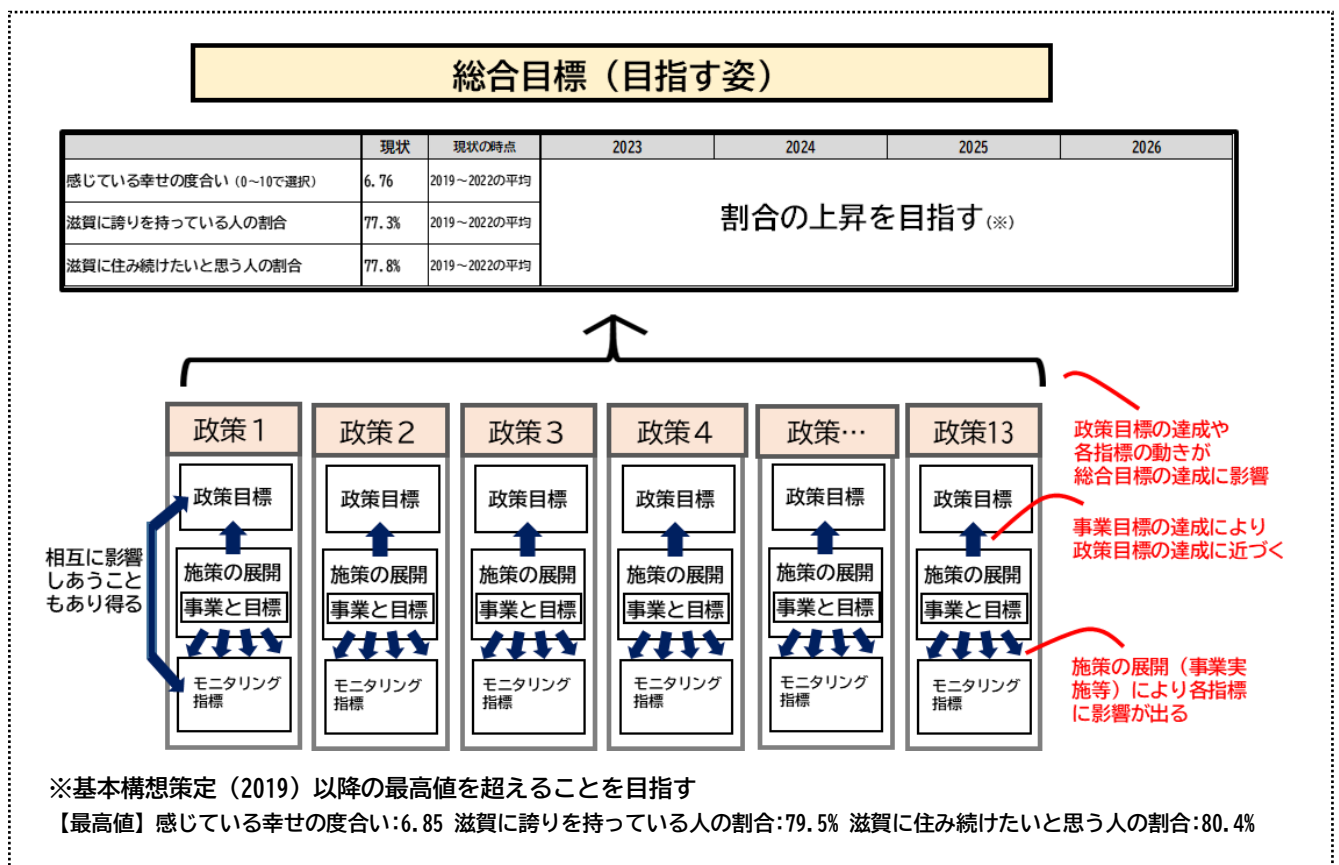 総合目標（目指す姿）
現状 現状の時点 2023 2024 2025 2026
感じている幸せの度合い（0～10で選択） 6.76 2019～2022の平均
滋賀に誇りを持っている人の割合 77.3% 2019～2022の平均
滋賀に住み続けたいと思う人の割合 77.8% 2019～2022の平均
割合の上昇を目指す（※）
政策１ 政策２ 政策３ 政策４ 政策… 政策13
政策目標 政策目標 政策目標 政策目標 政策目標 政策目標
施策の展開 施策の展開 施策の展開 施策の展開 施策の展開 施策の展開
事業と目標 事業と目標 事業と目標 事業と目標 事業と目標 事業と目標
モニタリング モニタリング モニタリング モニタリング モニタリング モニタリング
指標 指標 指標 指標 指標 指標
相互に影響
しあうこと
もあり得る
政策目標の達成や
各指標の動きが
総合目標の達成に影響
事業目標の達成により
政策目標の達成に近づく
施策の展開（事業実
施等）により各指標
に影響が出る
※基本構想策定（2019）以降の最高値を超えることを目指す
【最高値】感じている幸せの度合い:6.85 滋賀に誇りを持っている人の割合:79.5% 滋賀に住み続けたいと思う人の割合:80.4%